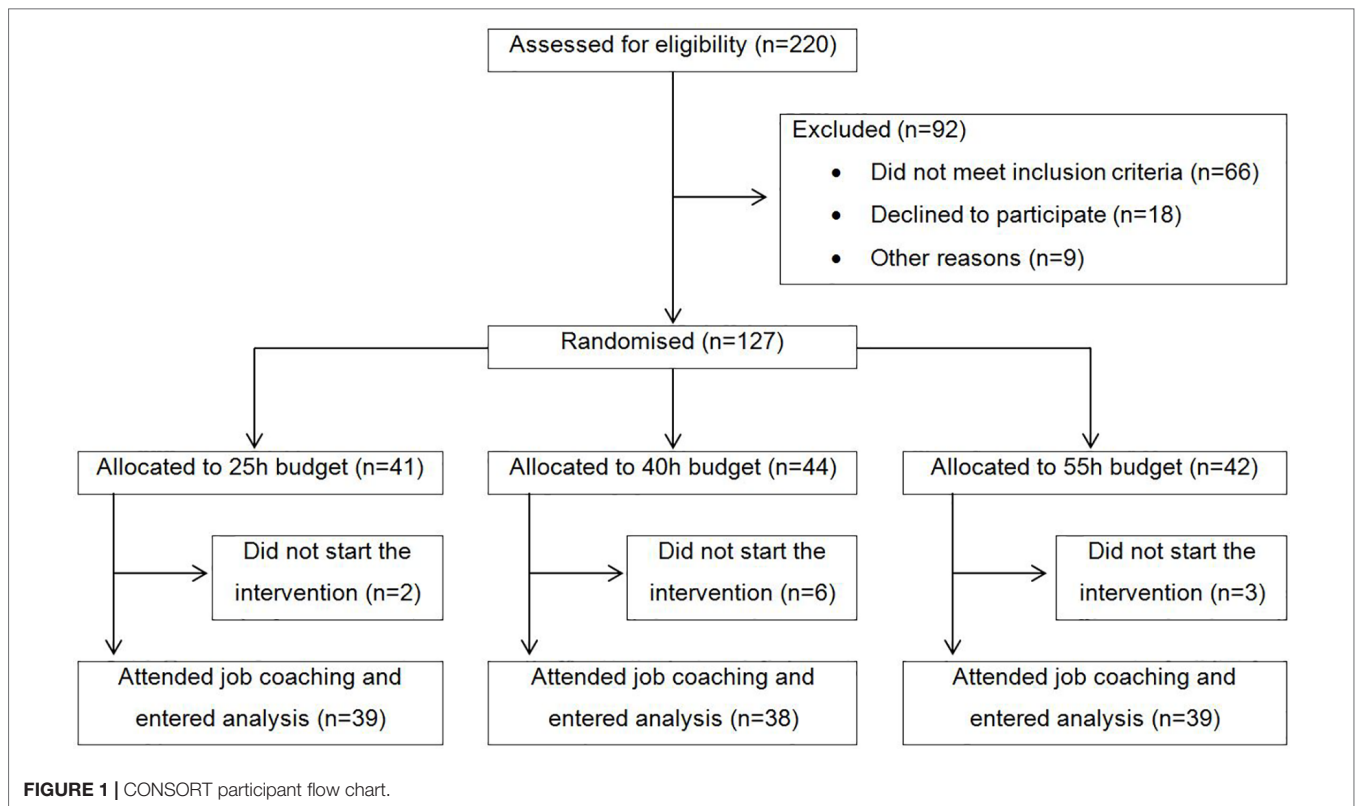 Assessed for eligibility (n=220)
Excluded (n=92)
• Did not meet inclusion criteria (n=66)
• Declined to participate (n=18)
• Other reasons (n=9)
Randomised (n=127)
Allocated to 25h budget (n=41)
Allocated to 40h budget (n=44)
Allocated to 55h budget (n=42)
Did not start the
intervention (n=2)
Did not start the
intervention (n=6)
Did not start the
intervention (n=3)
Attended job coaching and
entered analysis (n=39)
Attended job coaching and
entered analysis (n=38)
Attended job coaching and
entered analysis (n=39)
FIGURE 1 | CONSORT participant flow chart.